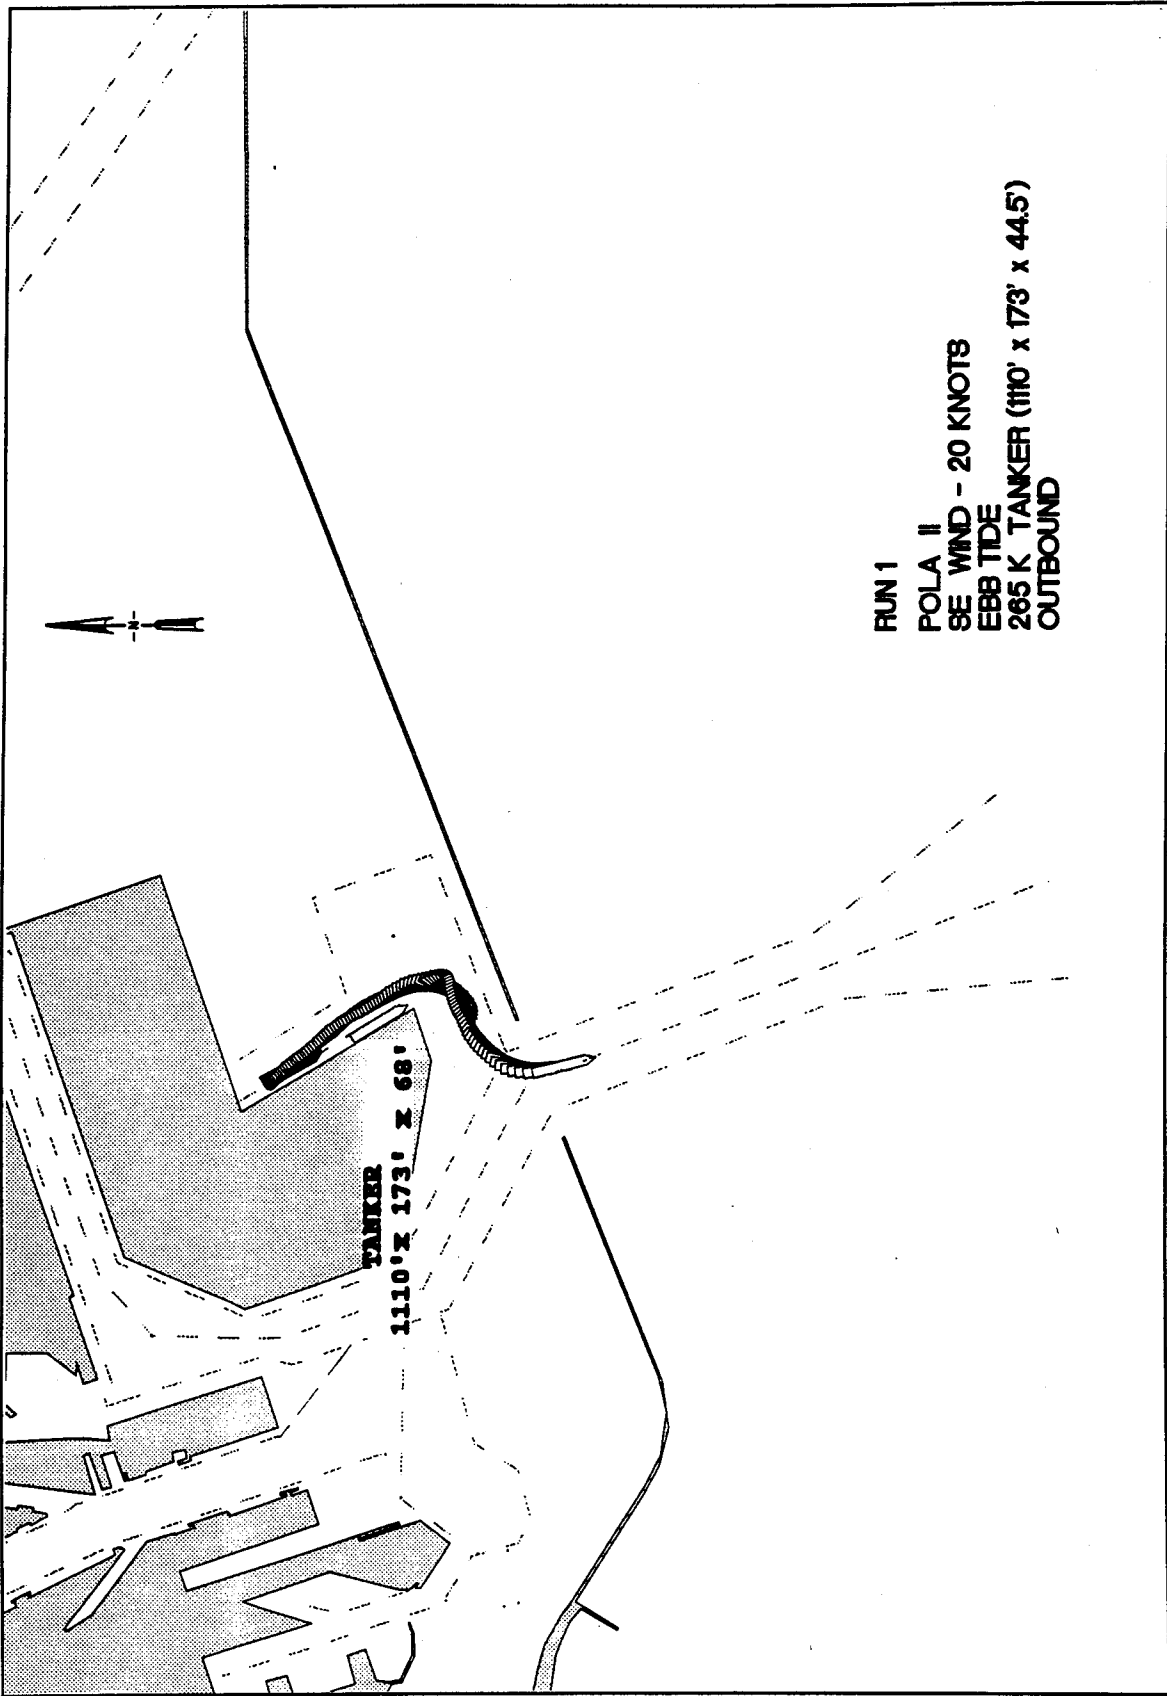 -N-
TANKER
1110'X 173' X 68'
RUN 1
POLA II
SE WIND - 20 KNOTS
EBB TIDE
265 K TANKER (1110' x 173' x 44.5')
OUTBOUND